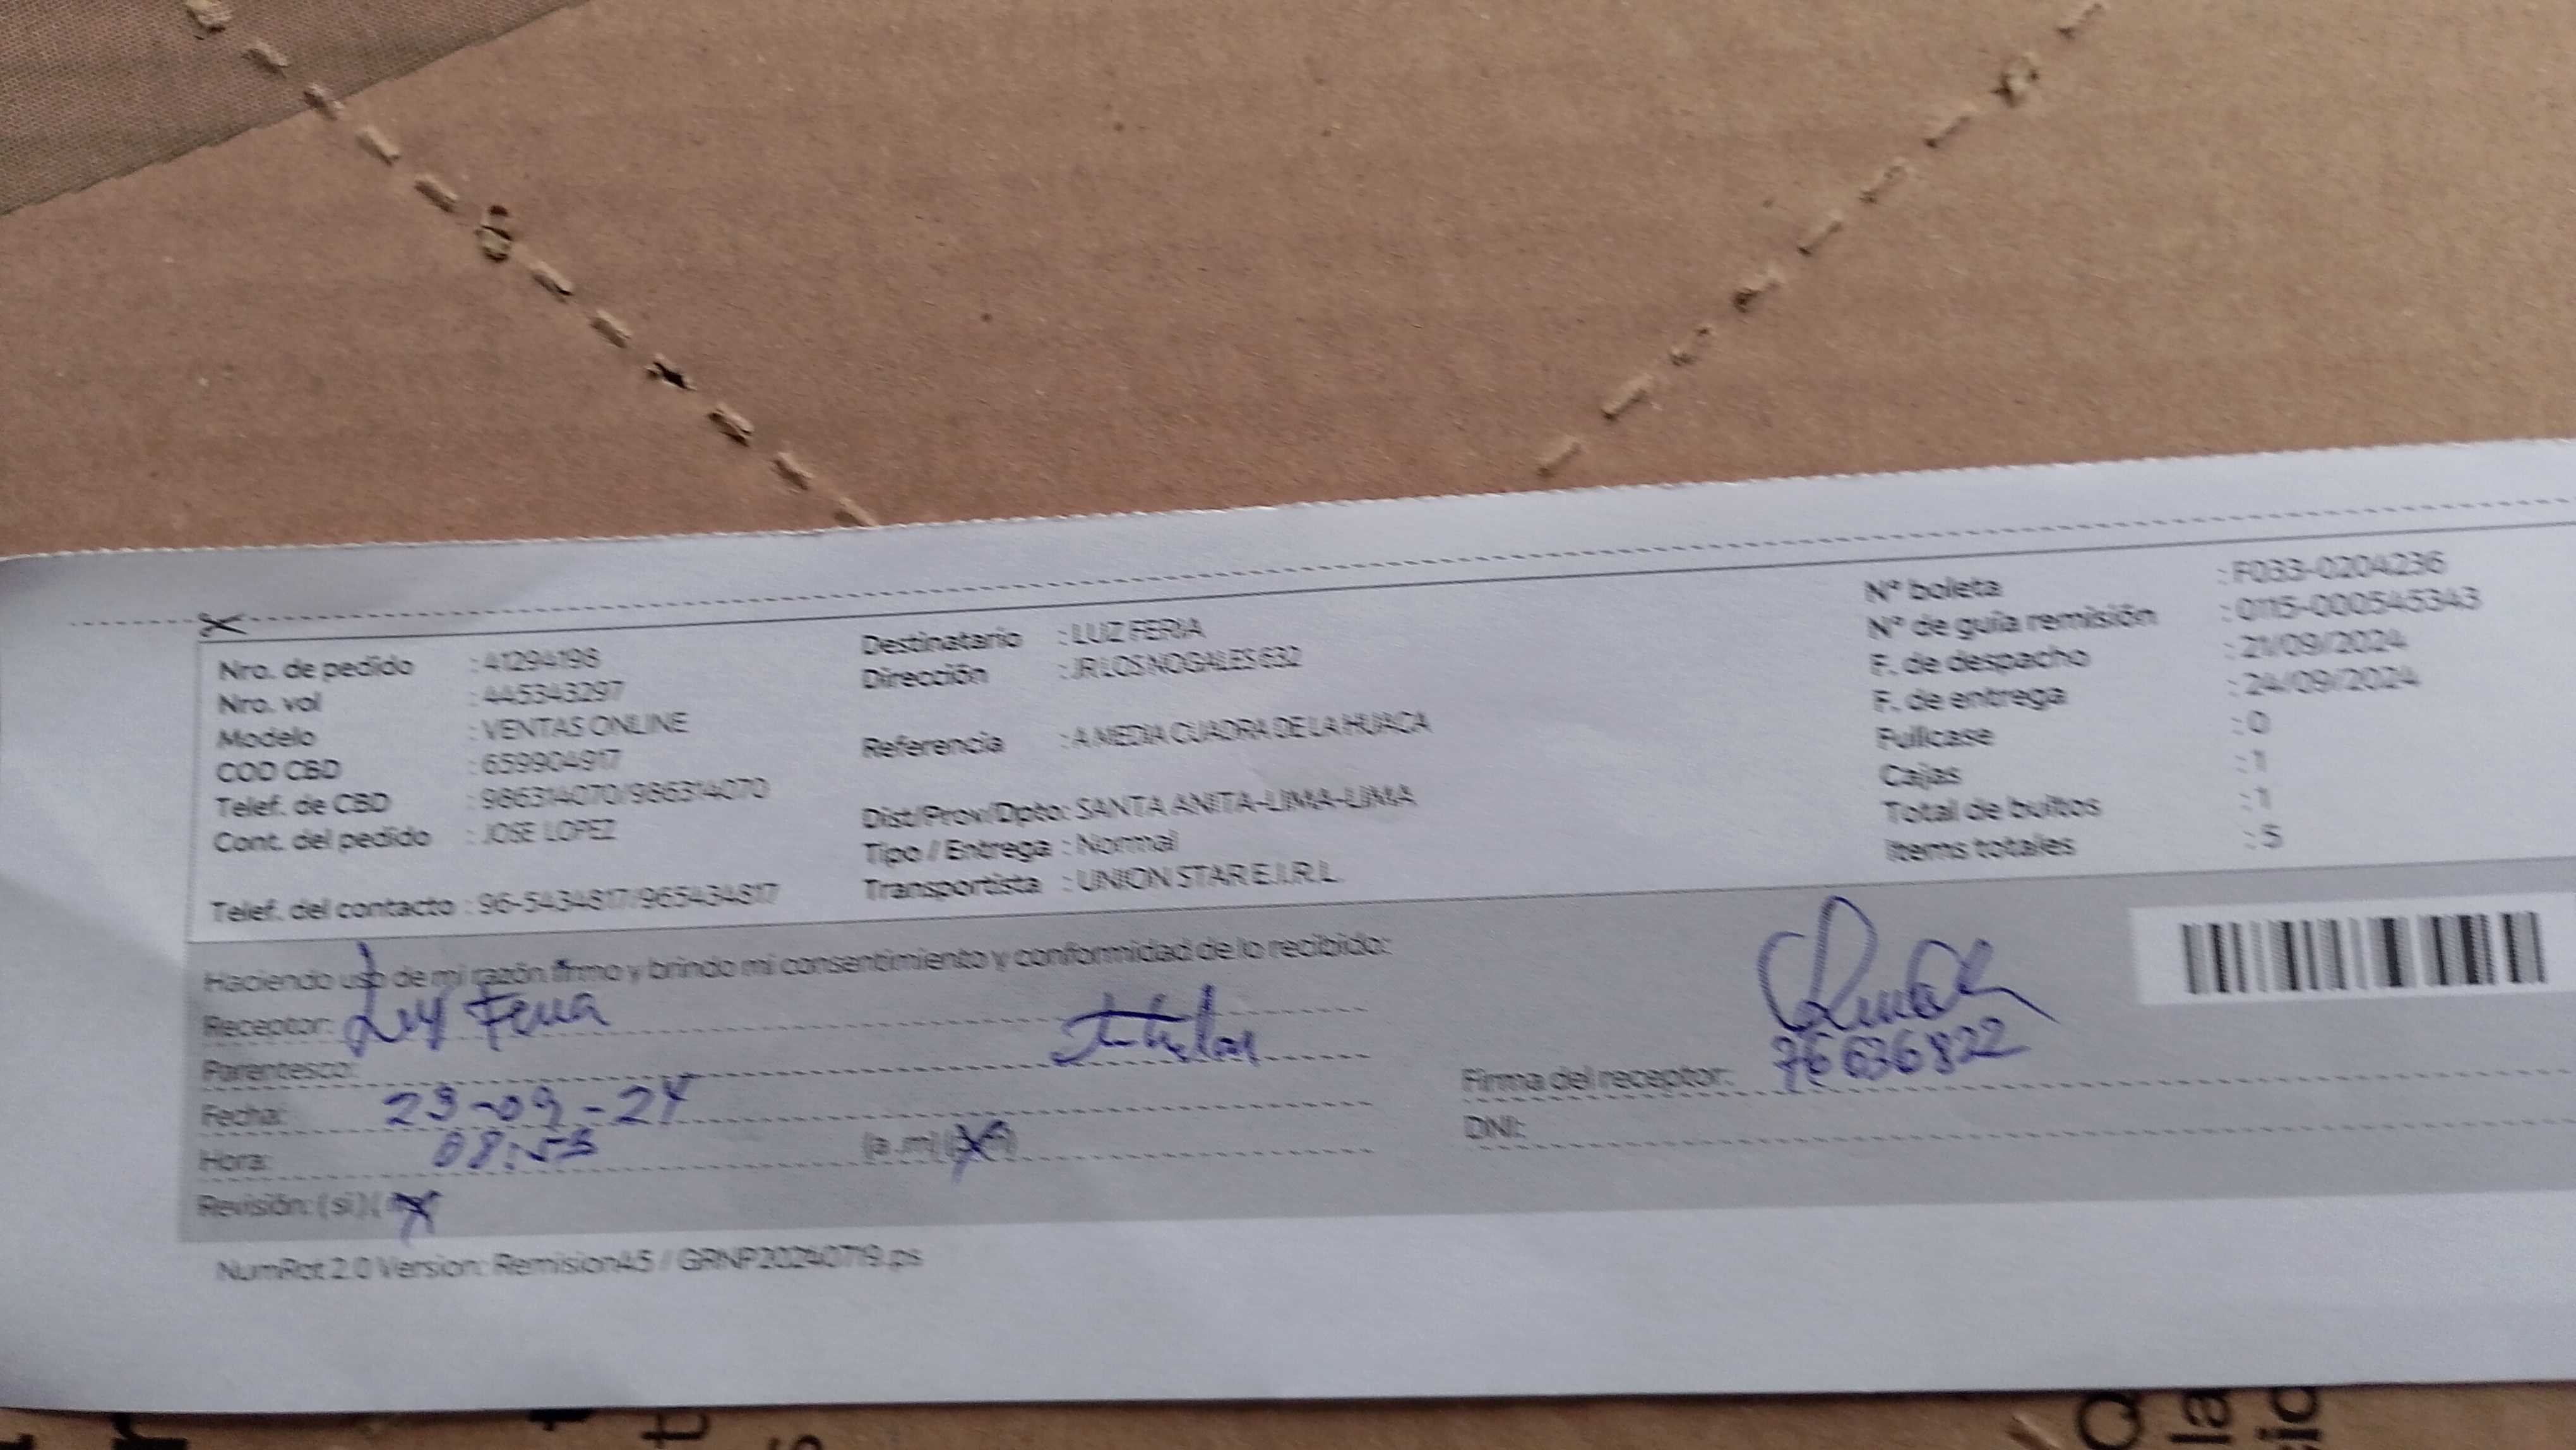 Nro. de pedido : 41294198
Nro. vol : 445343297
Modelo : VENTAS ONLINE
COD CBD : 659904917
Telef. de CBD : 986314070/986314070
Cont. del pedido : JOSE LOPEZ
Telef. del contacto : 96-5434817/965434817
Destinatario : LUZ FERIA
Dirección : JR LOS NOGALES 632
Referencia : A MEDIA CUADRA DE LA HUACA
Dist/Prov/Dpto: SANTA ANITA-LIMA-LIMA
Tipo / Entrega : Normal
Transportista : UNION STAR E.I.R.L.
Nº boleta : F033-0204236
Nº de guía remisión : 0115-000545343
F. de despacho : 21/09/2024
F. de entrega : 24/09/2024
Fullcase : 0
Cajas : 1
Total de bultos : 1
Items totales : 5
Haciendo uso de mi razón firmo y brindo mi consentimiento y conformidad de lo recibido:
Receptor: Luz Feria
Parentesco: titular
Fecha: 23-09-24
Hora: 08:53 (a.m)
Revisión: (si) (
Firma del receptor: 76636822
DNI:
NumRot 2.0 Version: RemisionA5 / GRNP20240719.ps